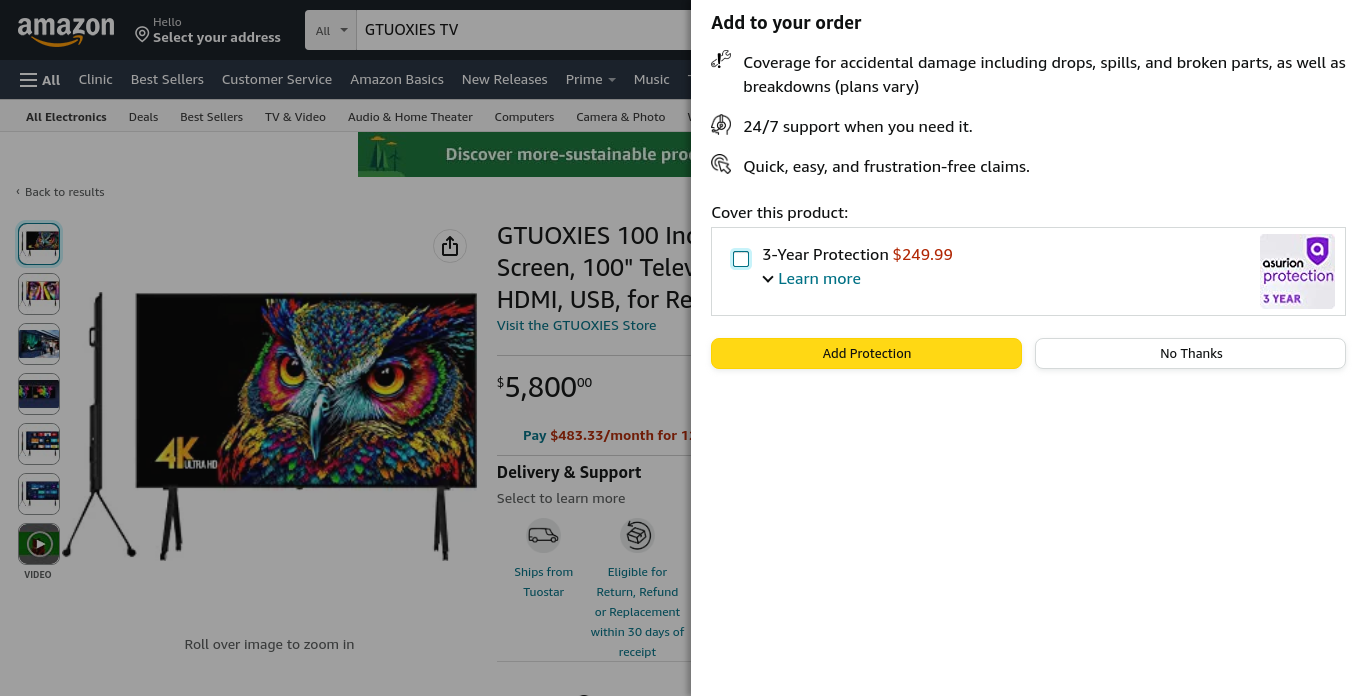 amazon
Hello
Select your address
All
GTUOXIES TV
All
Clinic
Best Sellers
Customer Service
Amazon Basics
New Releases
Prime
Music
All Electronics
Deals
Best Sellers
TV & Video
Audio & Home Theater
Computers
Camera & Photo
Discover more-sustainable
‹ Back to results
GTUOXIES 100
Screen, 100"
HDMI, USB, for
Visit the GTUOXIES Store
$5,80000
Pay $483.33/month for
Delivery & Support
Select to learn more
Ships from
Tuostar
Eligible for
Return, Refund
or Replacement
within 30 days of
receipt
4K ULTRA HD
VIDEO
Roll over image to zoom in
Add to your order
Coverage for accidental damage including drops, spills, and broken parts, as well as
breakdowns (plans vary)
24/7 support when you need it.
Quick, easy, and frustration-free claims.
Cover this product:
3-Year Protection $249.99
Learn more
asurion
protection
3 YEAR
Add Protection
No Thanks